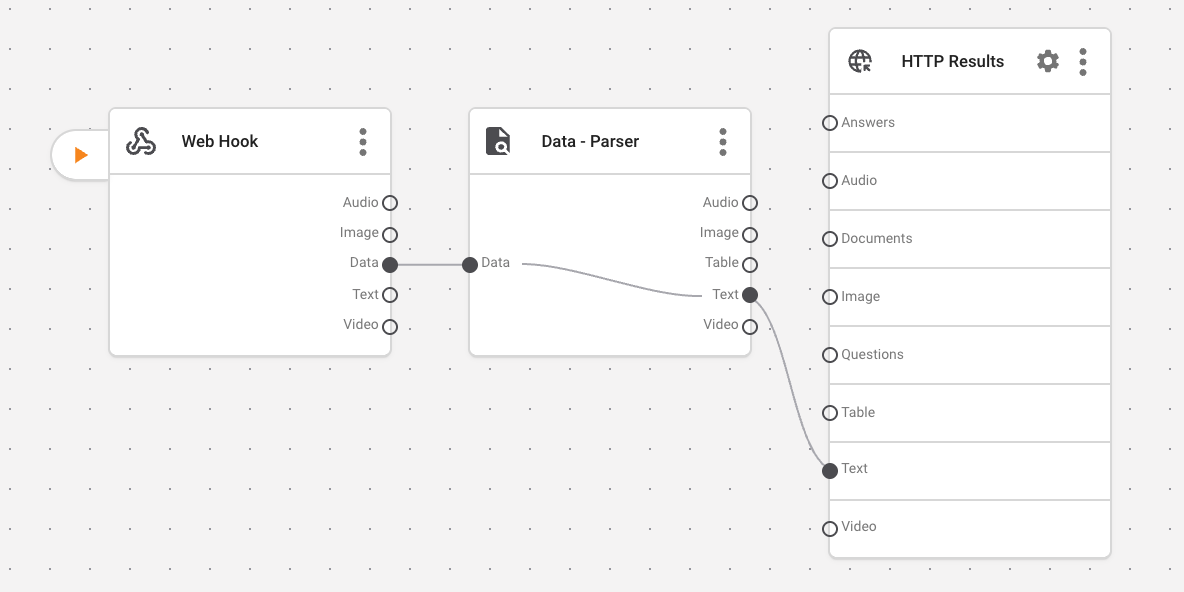 Web Hook
Audio
Image
Data
Text
Video
Data - Parser
Data
Audio
Image
Table
Text
Video
HTTP Results
Answers
Audio
Documents
Image
Questions
Table
Text
Video